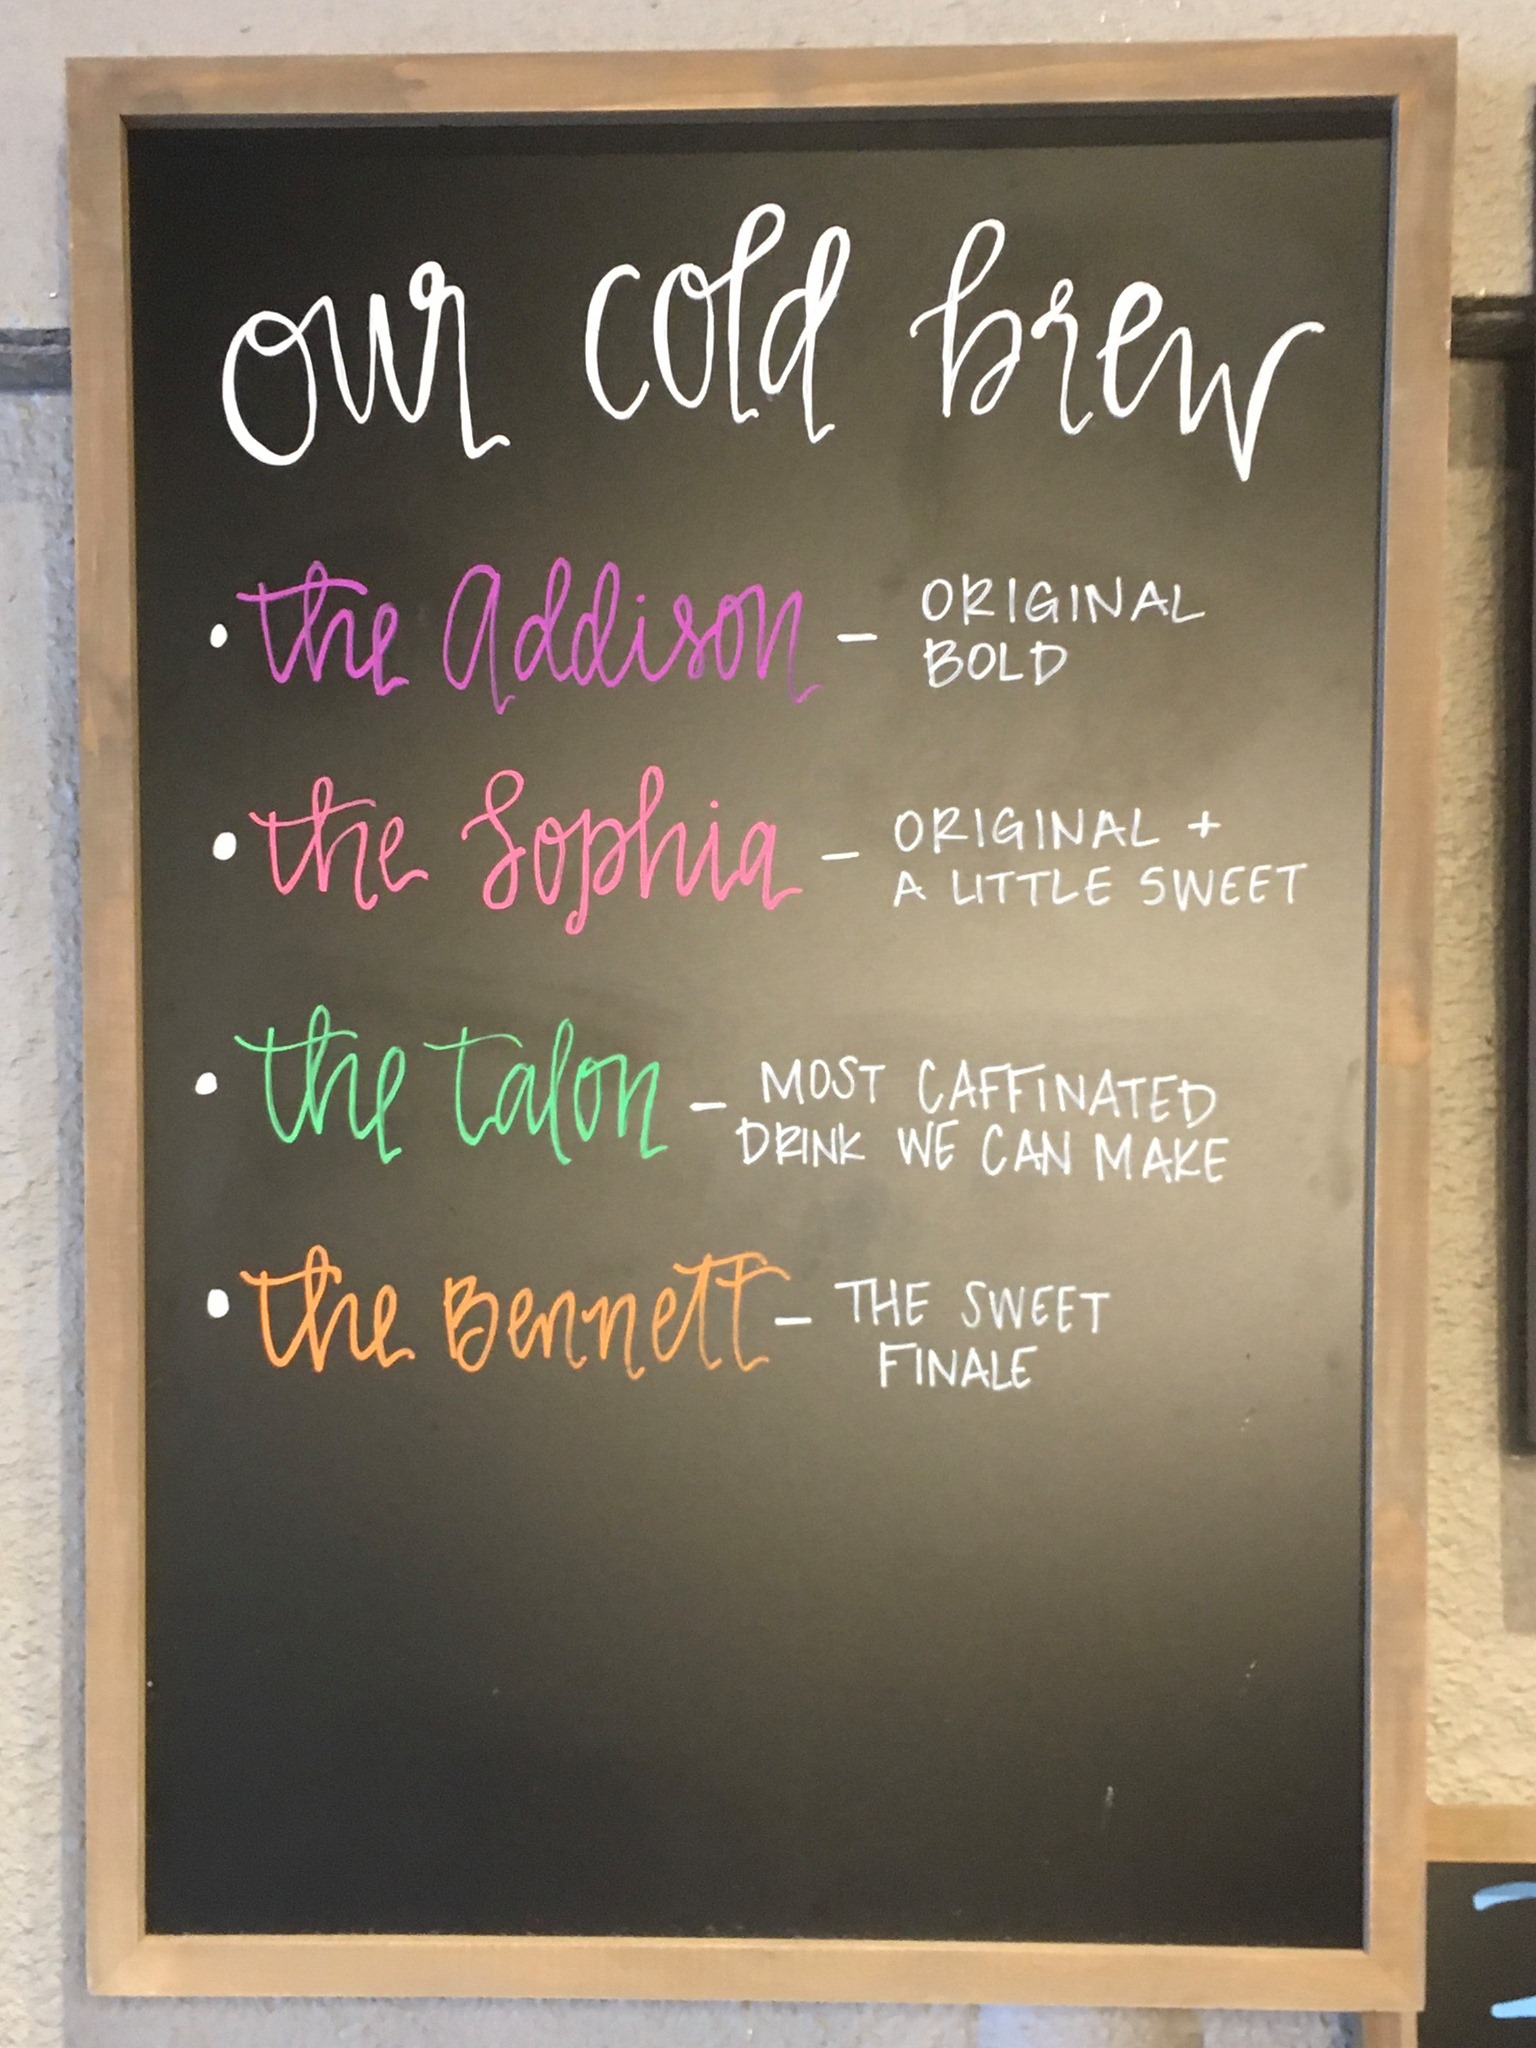 our cold brew
• the Addison – ORIGINAL
BOLD
• the Sophia – ORIGINAL +
A LITTLE SWEET
• the talon – MOST CAFFINATED
DRINK WE CAN MAKE
• the Bennett – THE SWEET
FINALE